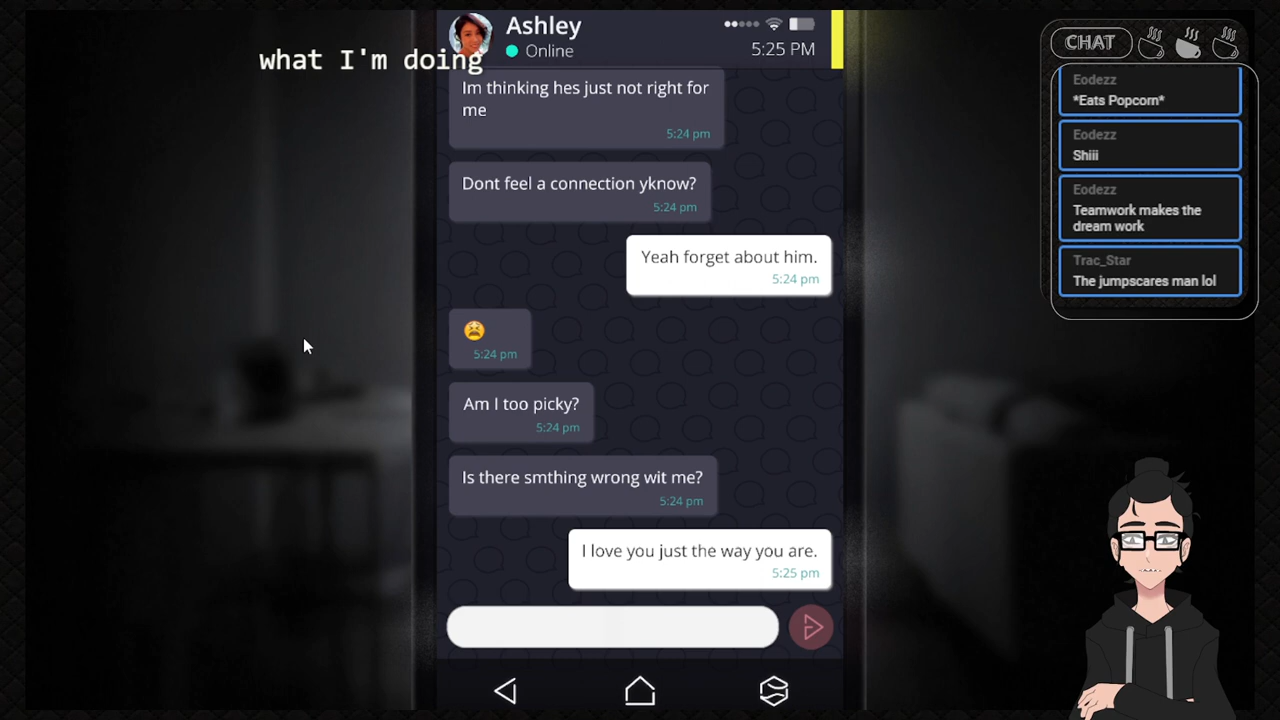 Ashley
Online
5:25 PM
what I'm doing
Im thinking hes just not right for
me
5:24 pm
Dont feel a connection yknow?
5:24 pm
Yeah forget about him.
5:24 pm
5:24 pm
Am I too picky?
5:24 pm
Is there smthing wrong wit me?
5:24 pm
I love you just the way you are.
5:25 pm
CHAT
Eodezz
*Eats Popcorn*
Eodezz
Shiii
Eodezz
Teamwork makes the
dream work
Trac_Star
The jumpscares man lol